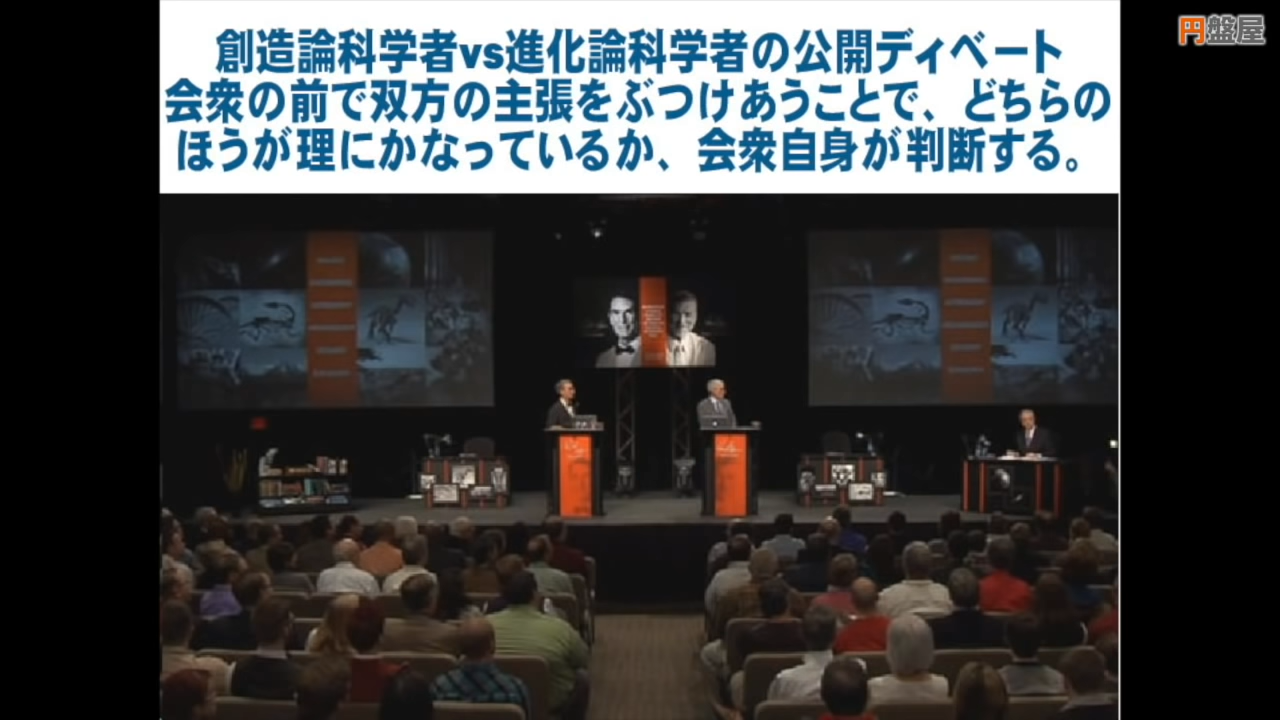 円盤屋
創造論科学者vs進化論科学者の公開ディベート
会衆の前で双方の主張をぶつけあうことで、どちらの
ほうが理にかなっているか、会衆自身が判断する。